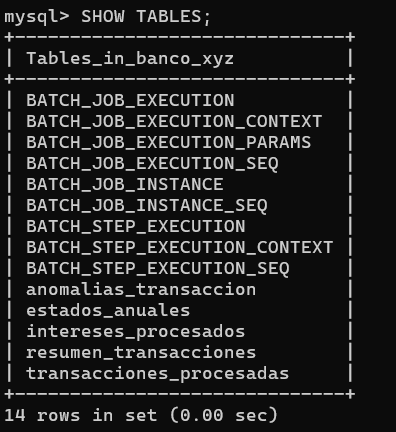 mysql> SHOW TABLES;
+------------------------------+
| Tables_in_banco_xyz          |
+------------------------------+
| BATCH_JOB_EXECUTION          |
| BATCH_JOB_EXECUTION_CONTEXT  |
| BATCH_JOB_EXECUTION_PARAMS   |
| BATCH_JOB_EXECUTION_SEQ      |
| BATCH_JOB_INSTANCE           |
| BATCH_JOB_INSTANCE_SEQ       |
| BATCH_STEP_EXECUTION         |
| BATCH_STEP_EXECUTION_CONTEXT |
| BATCH_STEP_EXECUTION_SEQ     |
| anomalias_transaccion        |
| estados_anuales              |
| intereses_procesados         |
| resumen_transacciones        |
| transacciones_procesadas     |
+------------------------------+
14 rows in set (0.00 sec)